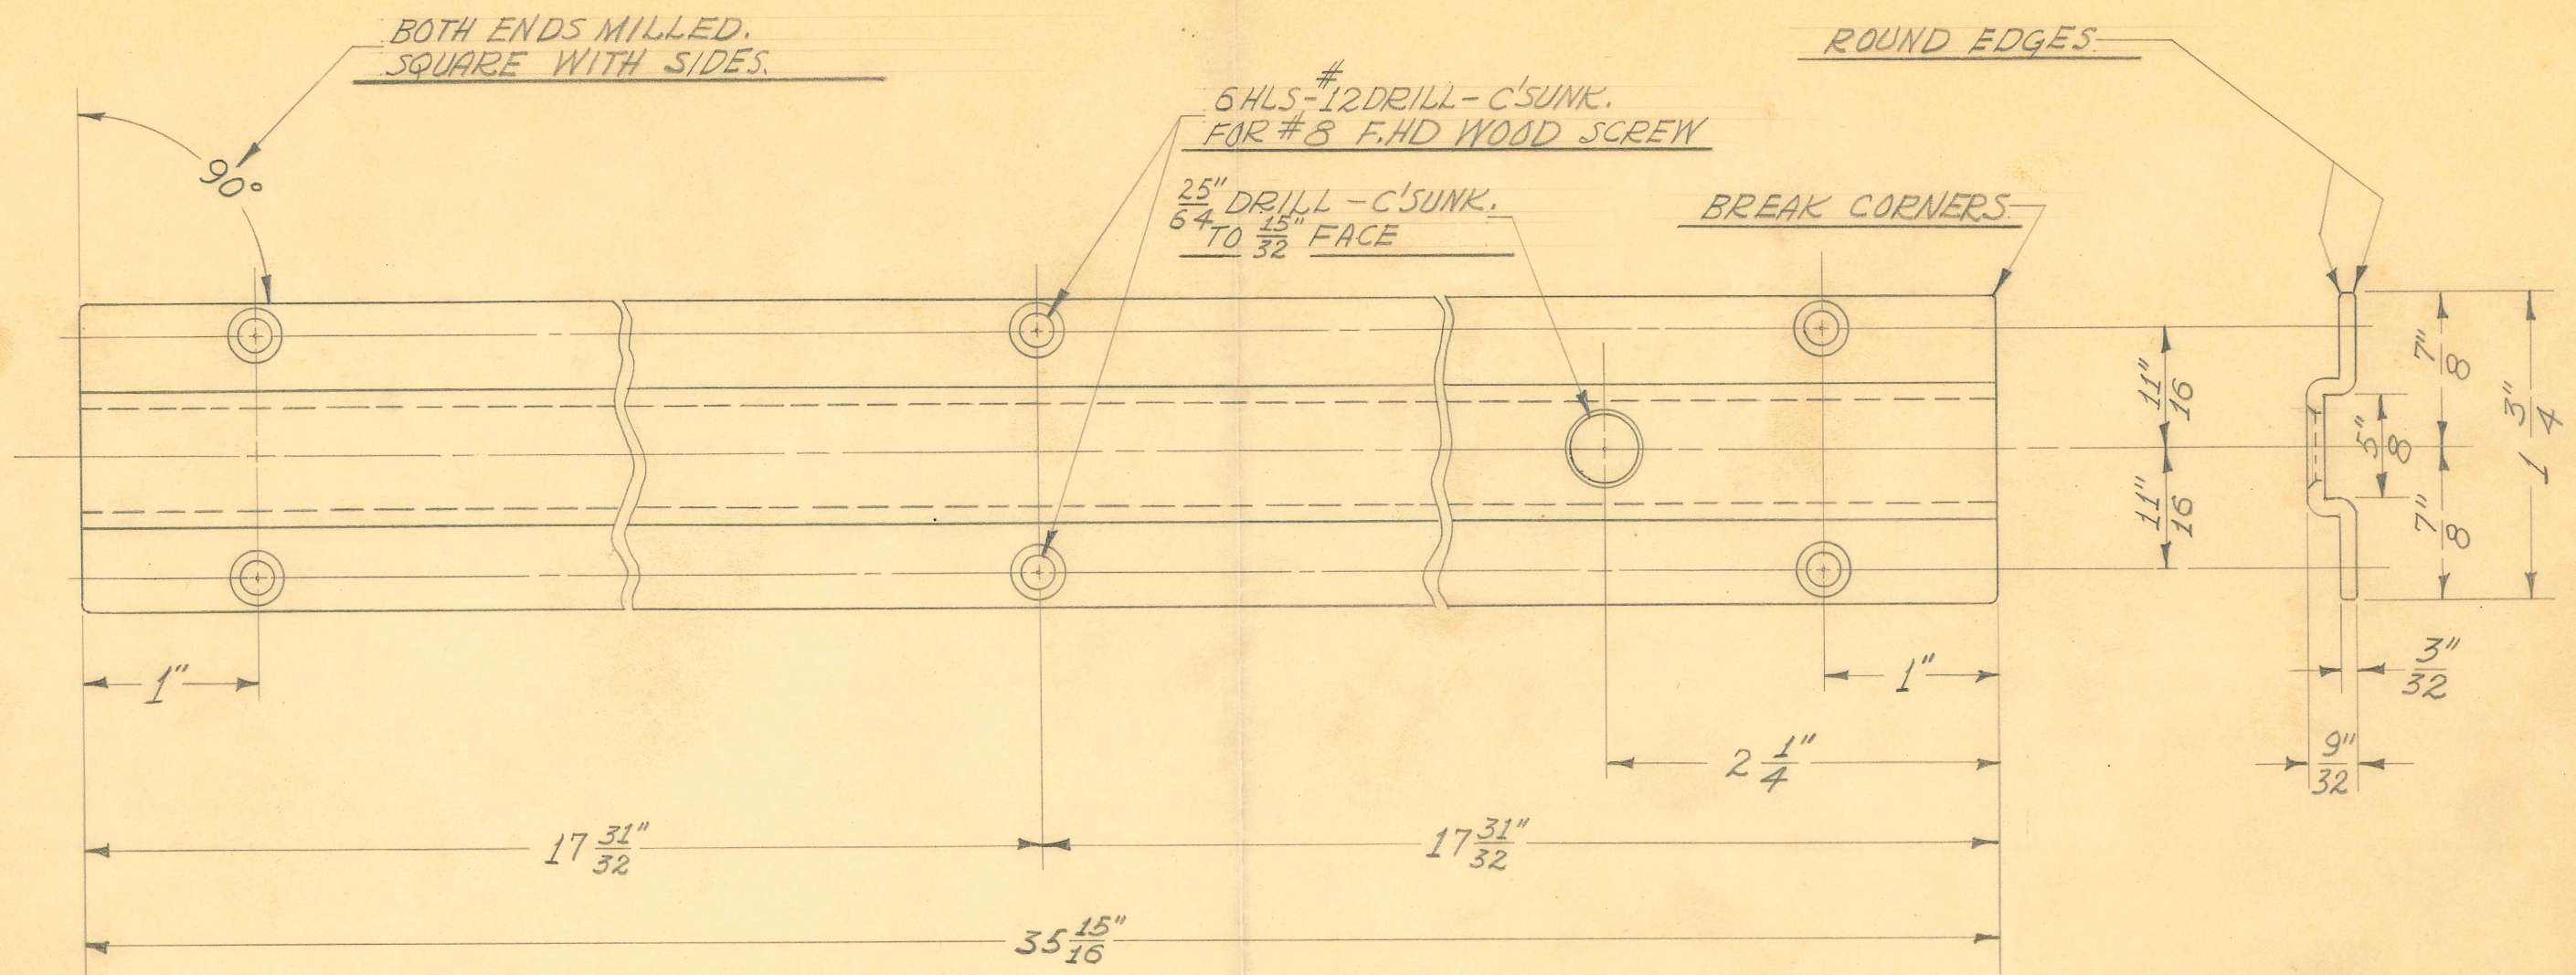 BOTH ENDS MILLED.
SQUARE WITH SIDES.
90°
6 HLS-#12 DRILL-C'SUNK.
FOR #8 F.HD WOOD SCREW
25/64" DRILL-C'SUNK.
TO 15/32" FACE
BREAK CORNERS
ROUND EDGES
11"/16
11"/16
7"/8
5"/8
7"/8
1 3"/4
1"
1"
3"/32
2 1"/4
9"/32
17 31"/32
17 31"/32
35 15"/16